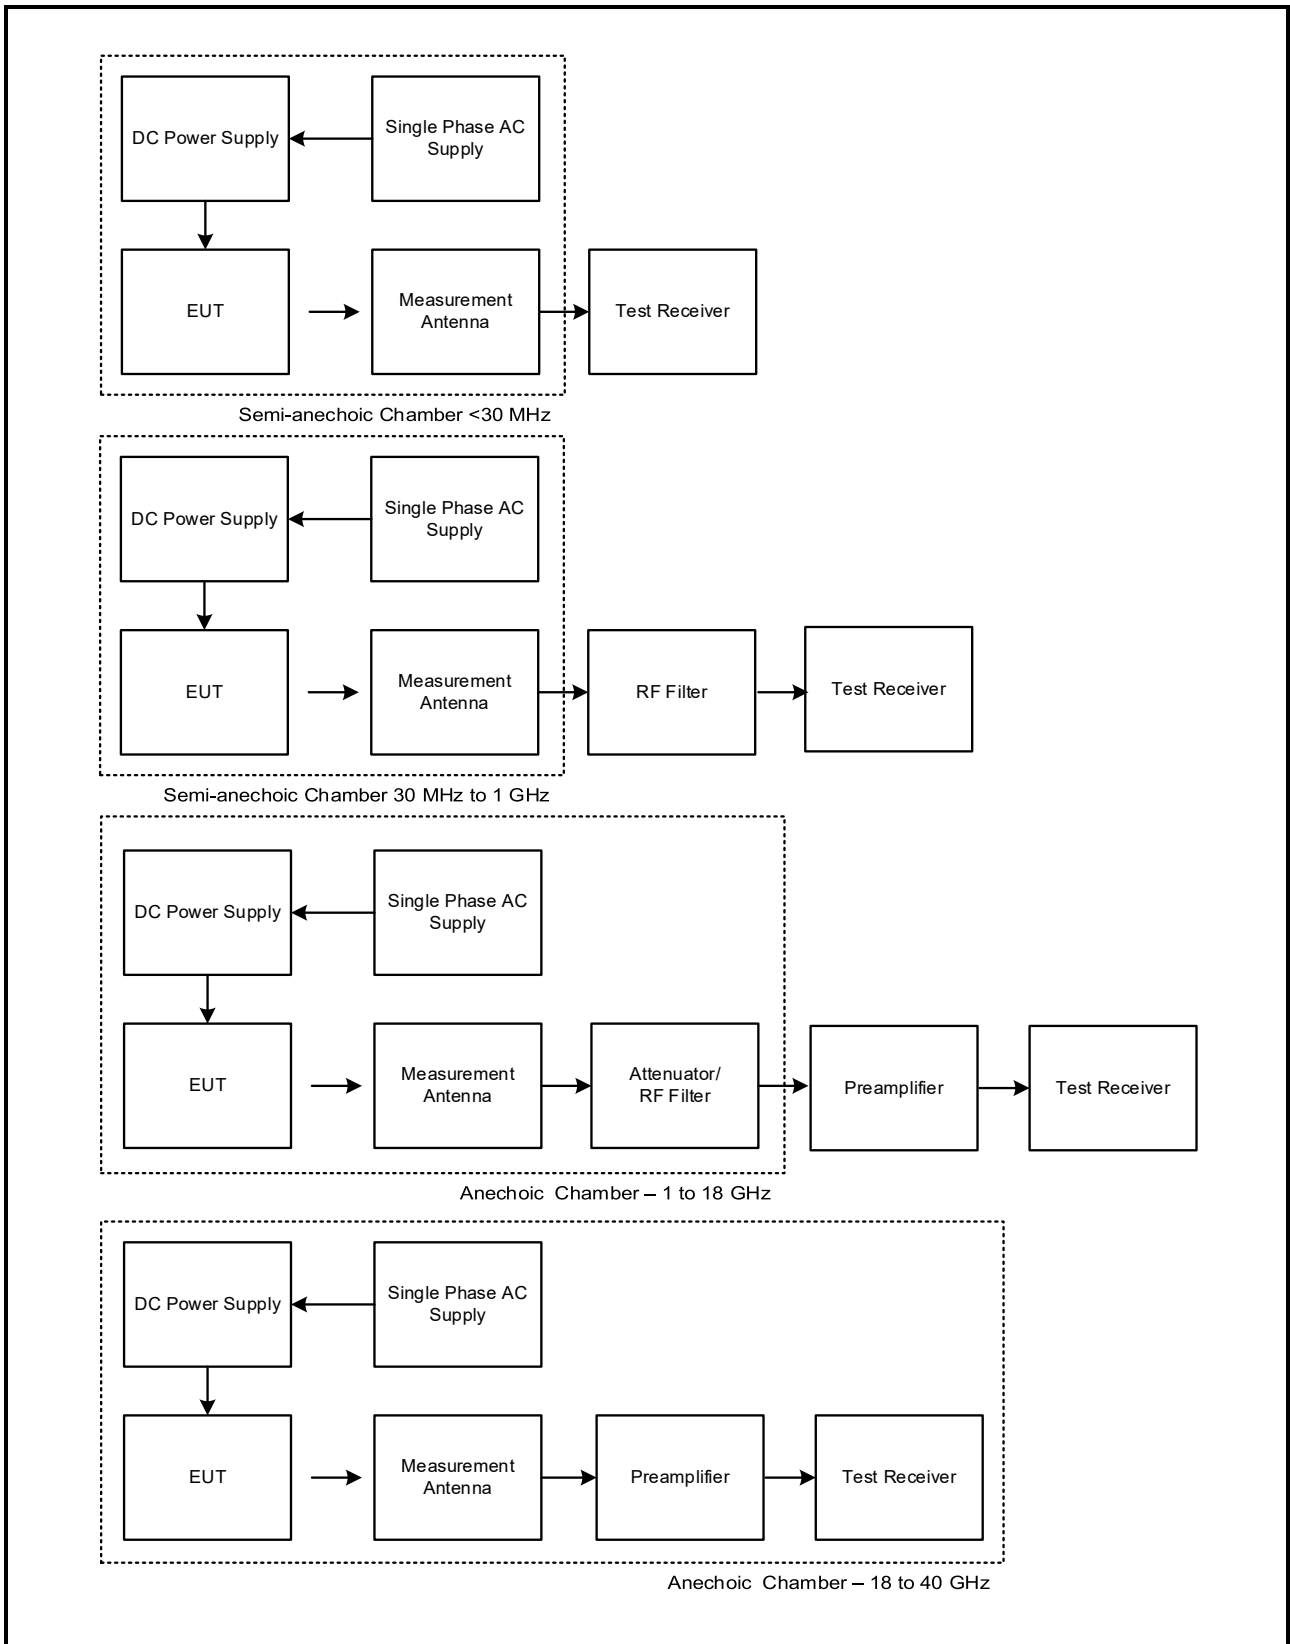 DC Power Supply
Single Phase AC
Supply
EUT
Measurement
Antenna
Test Receiver
Semi-anechoic Chamber <30 MHz
DC Power Supply
Single Phase AC
Supply
EUT
Measurement
Antenna
RF Filter
Test Receiver
Semi-anechoic Chamber 30 MHz to 1 GHz
DC Power Supply
Single Phase AC
Supply
EUT
Measurement
Antenna
Attenuator/
RF Filter
Preamplifier
Test Receiver
Anechoic Chamber – 1 to 18 GHz
DC Power Supply
Single Phase AC
Supply
EUT
Measurement
Antenna
Preamplifier
Test Receiver
Anechoic Chamber – 18 to 40 GHz